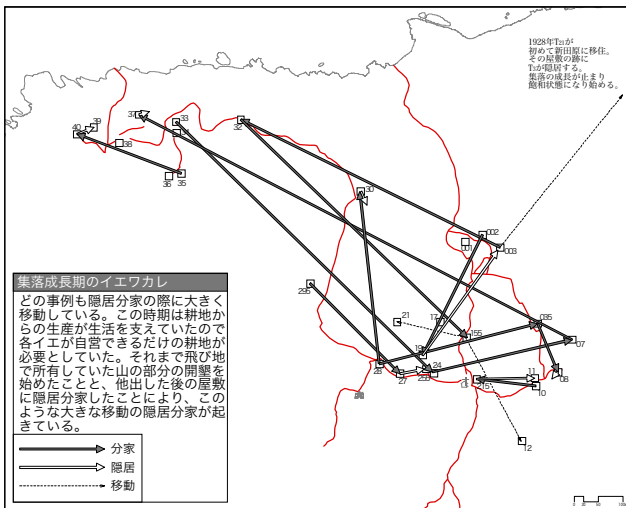 1928年T21が
初めて新田原に移住。
その屋敷の跡に
T3が隠居する。
集落の成長が止まり
飽和状態になり始める。
37
33
32
40
39
34
38
36
35
30
002
001
003
295
21
17
155
035
07
19
28
27
255
24
215
11
10
08
12
集落成長期のイエワカレ
どの事例も隠居分家の際に大きく
移動している。この時期は耕地か
らの生産が生活を支えていたので
各イエが自営できるだけの耕地が
必要としていた。それまで飛び地
で所有していた山の部分の開墾を
始めたことと、他出した後の屋敷
に隠居分家したことにより、この
ような大きな移動の隠居分家が起
きている。
分家
隠居
移動